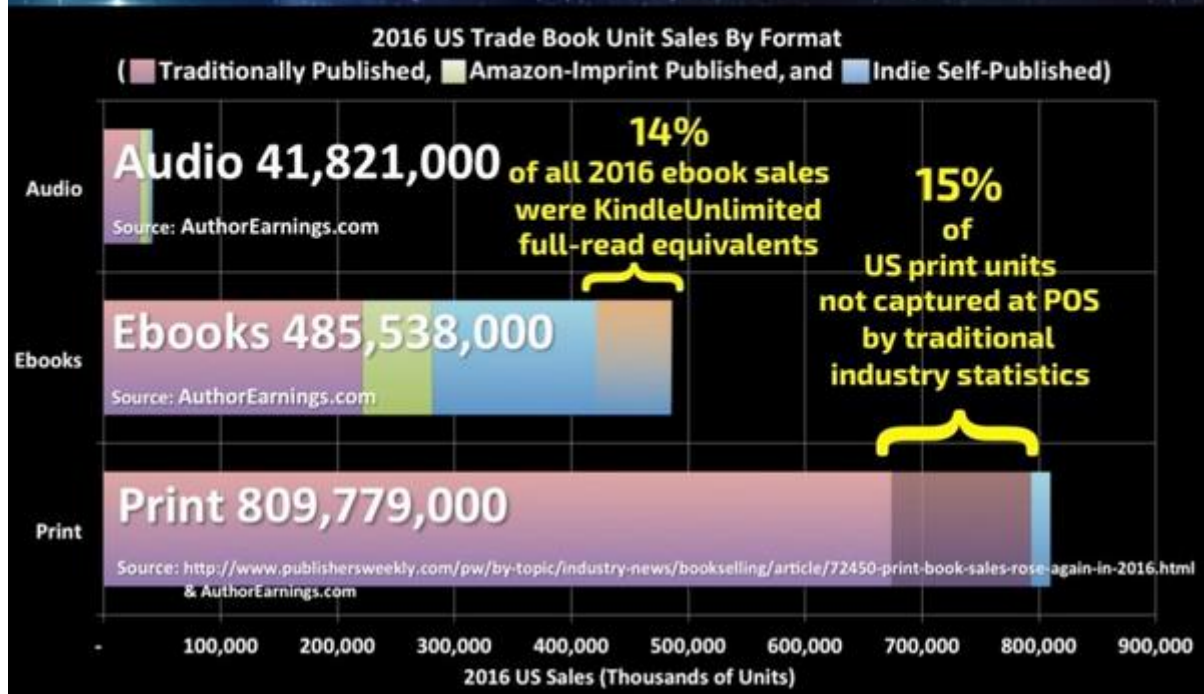 2016 US Trade Book Unit Sales By Format
( Traditionally Published, Amazon-Imprint Published, and Indie Self-Published)
Audio
Audio 41,821,000
Source: AuthorEarnings.com
14%
of all 2016 ebook sales
were KindleUnlimited
full-read equivalents
15%
of
US print units
not captured at POS
by traditional
industry statistics
Ebooks
Ebooks 485,538,000
Source: AuthorEarnings.com
Print
Print 809,779,000
Source: http://www.publishersweekly.com/pw/by-topic/industry-news/bookselling/article/72450-print-book-sales-rose-again-in-2016.html
& AuthorEarnings.com
- 100,000 200,000 300,000 400,000 500,000 600,000 700,000 800,000 900,000
2016 US Sales (Thousands of Units)